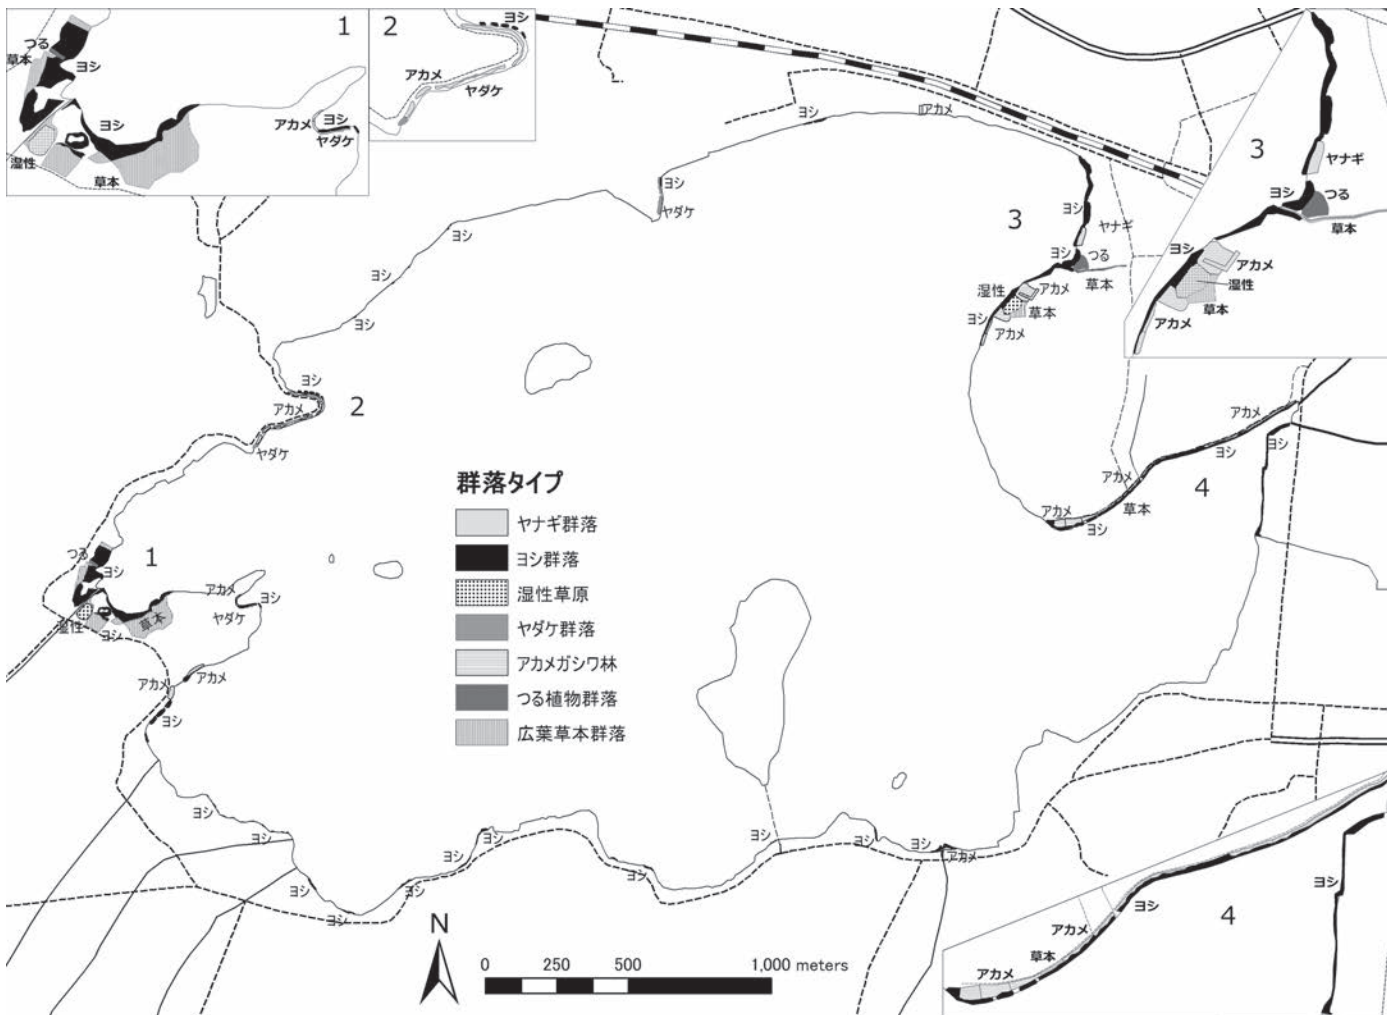 1
つる
草本
ヨシ
ヨシ
湿性
草本
アカメ
ヨシ
ヤダケ
2
ヨシ
アカメ
ヤダケ
3
ヤナギ
ヨシ
つる
草本
ヨシ
アカメ
湿性
草本
アカメ
ヨシ
アカメ
ヨシ
ヤダケ
ヨシ
ヨシ
ヨシ
3
ヨシ
ヤナギ
ヨシ
つる
草本
湿性
アカメ
草本
ヨシ
アカメ
ヨシ
アカメ
2
ヤダケ
アカメ
ヨシ
ヨシ
アカメ
4
アカメ
草本
ヨシ
群落タイプ
ヤナギ群落
ヨシ群落
湿性草原
ヤダケ群落
アカメガシワ林
つる植物群落
広葉草本群落
つる
1
ヨシ
湿性
ヨシ
草本
アカメ
ヨシ
ヤダケ
アカメ
アカメ
ヨシ
ヨシ
ヨシ
ヨシ
ヨシ
ヨシ
ヨシ
ヨシ
ヨシ
ヨシ
ヨシ
ヨシ
アカメ
N
0 250 500 1,000 meters
ヨシ
ヨシ
4
アカメ
草本
アカメ